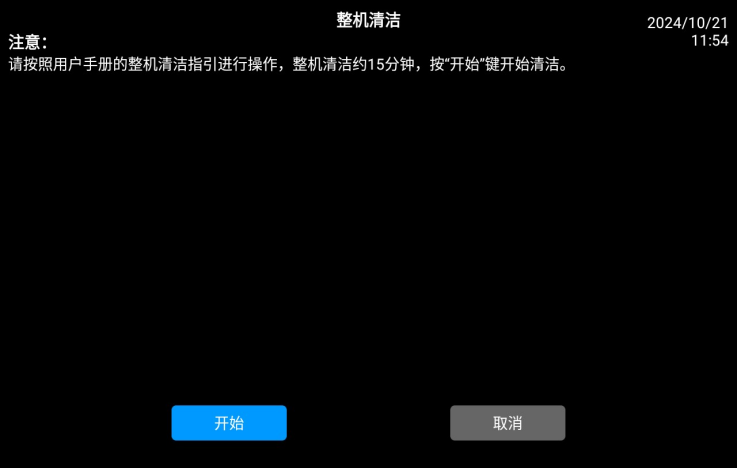 整机清洁
2024/10/21
11:54
注意：
请按照用户手册的整机清洁指引进行操作，整机清洁约15分钟，按“开始”键开始清洁。
开始
取消